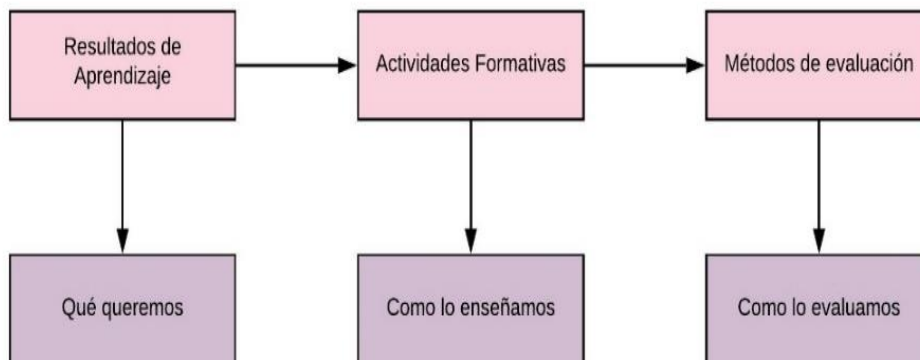 Resultados de
Aprendizaje
Actividades Formativas
Métodos de evaluación
Qué queremos
Como lo enseñamos
Como lo evaluamos